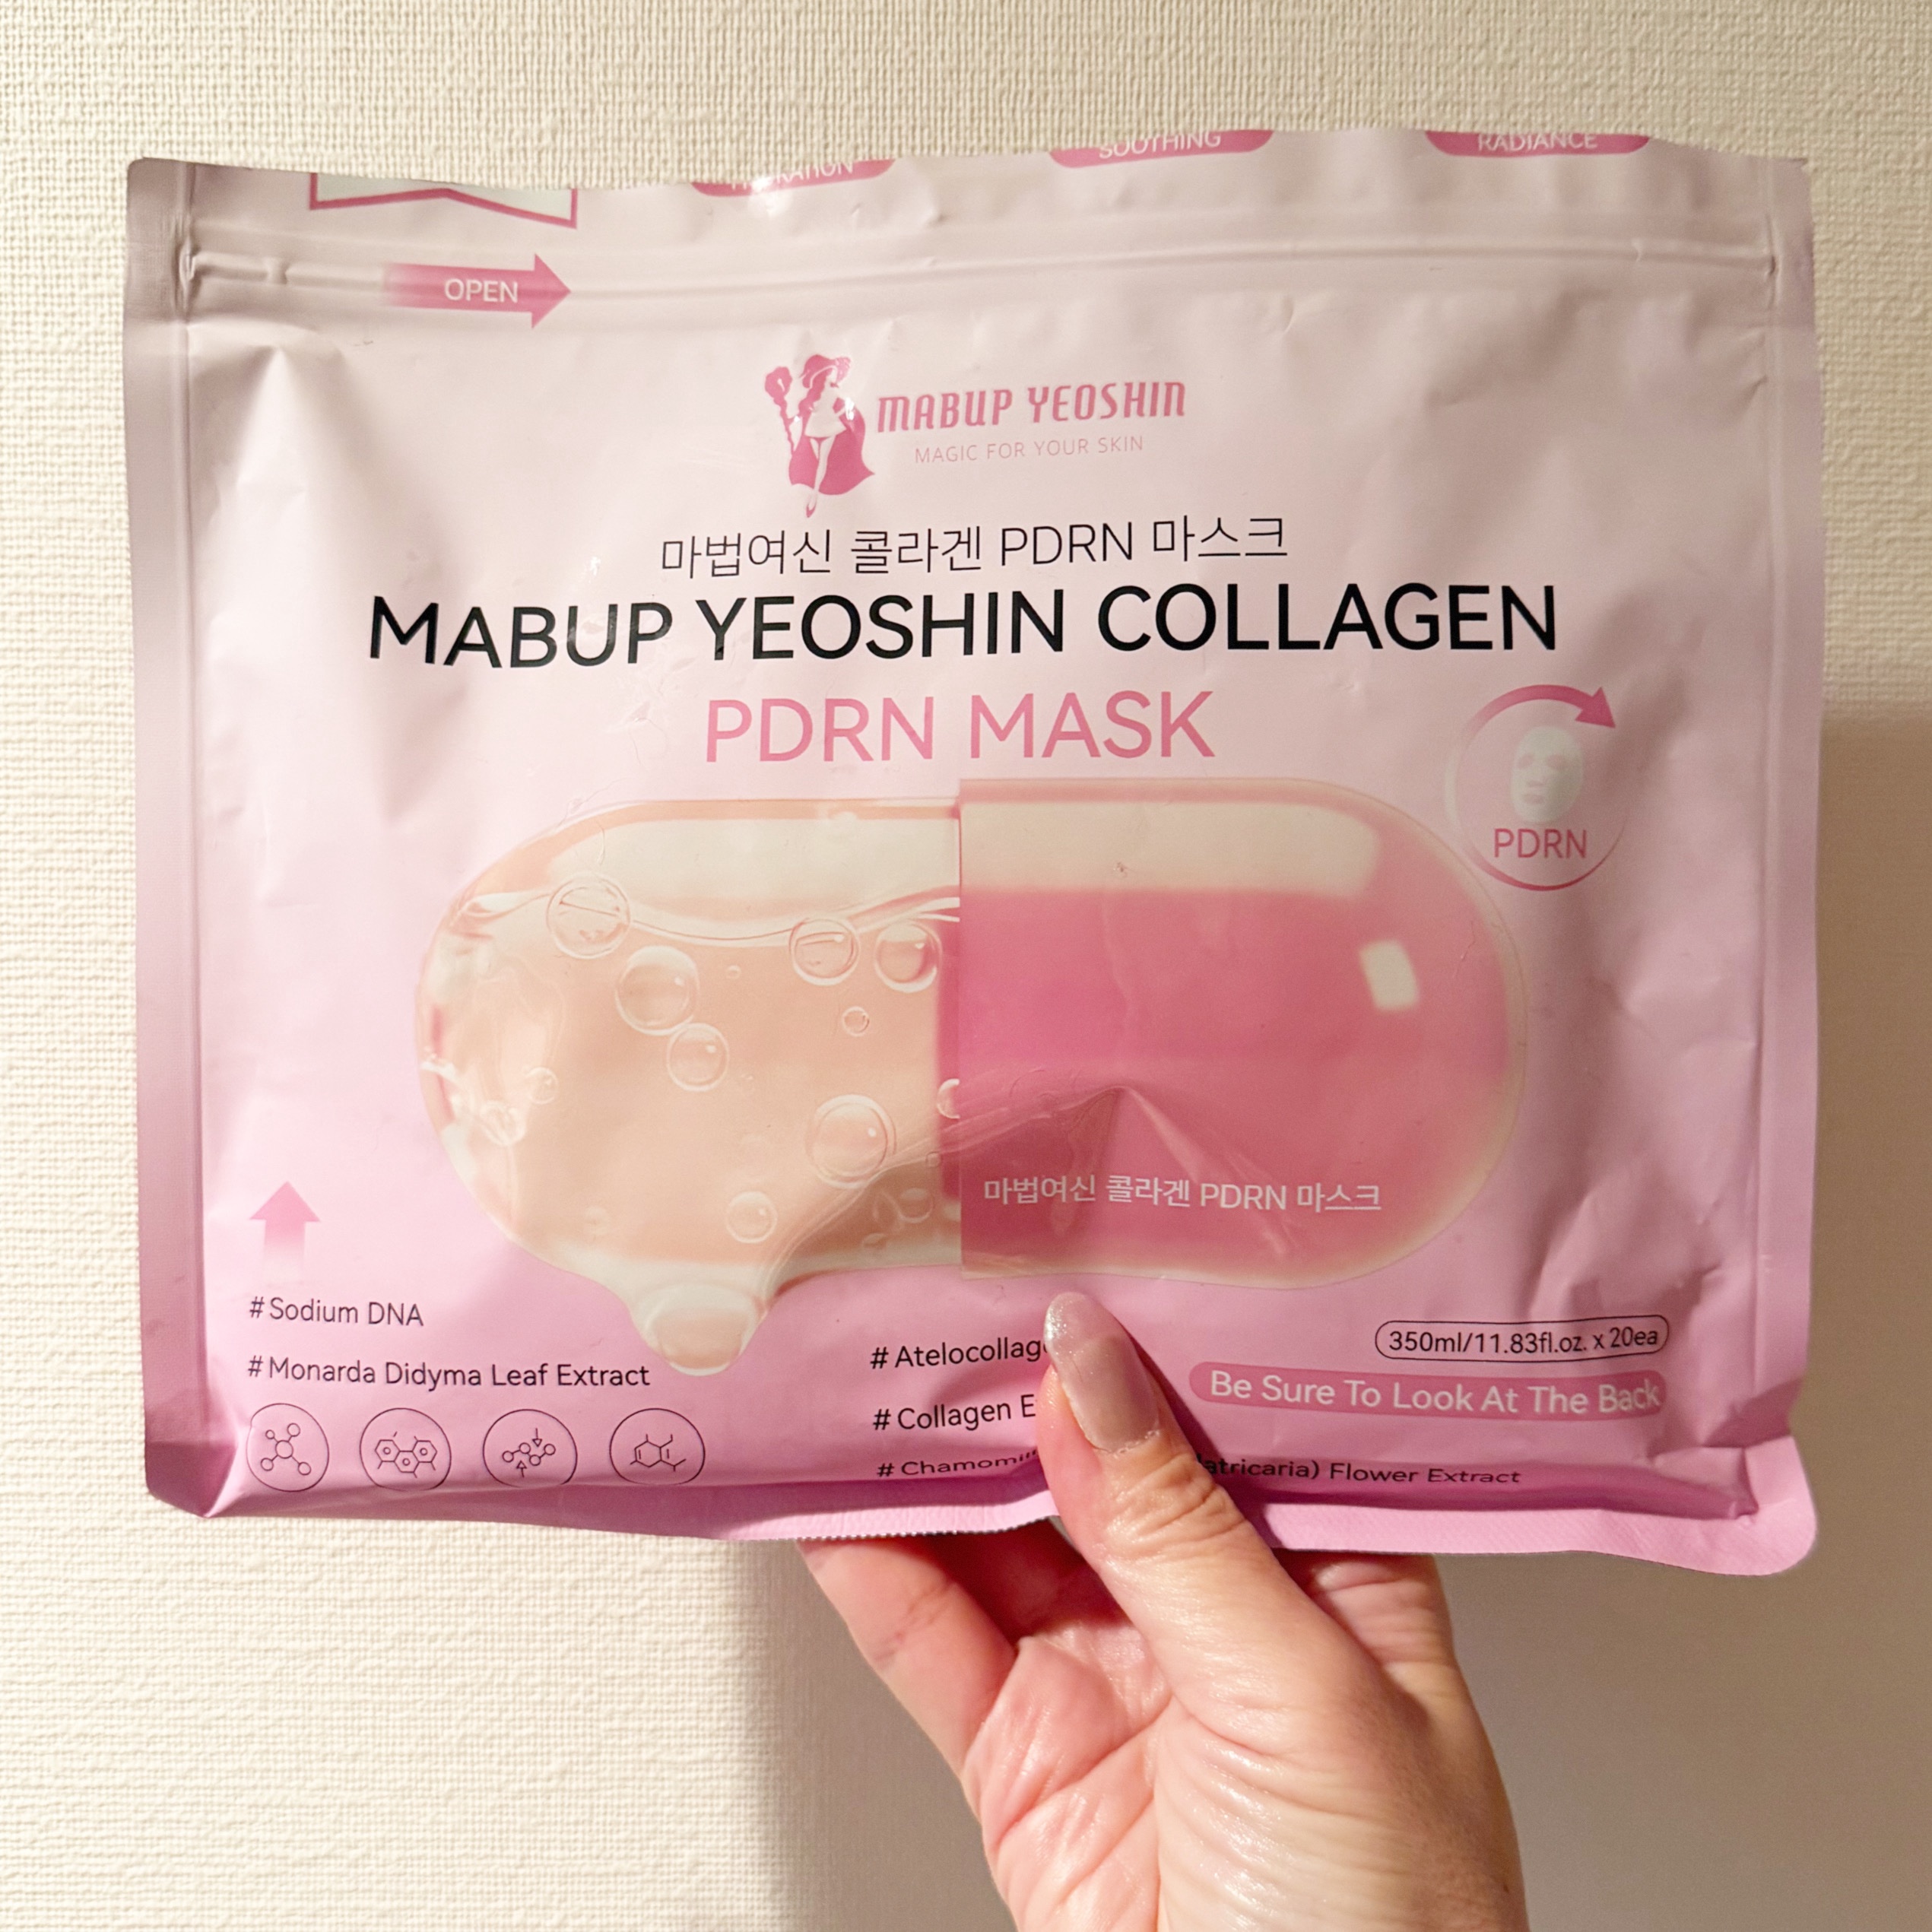 SOOTHING
RADIANCE
OPEN
MABUP YEOSHIN
MAGIC FOR YOUR SKIN
마법여신 콜라겐 PDRN 마스크
MABUP YEOSHIN COLLAGEN
PDRN MASK
PDRN
마법여신 콜라겐 PDRN 마스크
#Sodium DNA
#Monarda Didyma Leaf Extract
#
#Collagen
#
Flower Extract
350ml/11.83fl.oz. x 20ea
Be Sure To Look At The Back